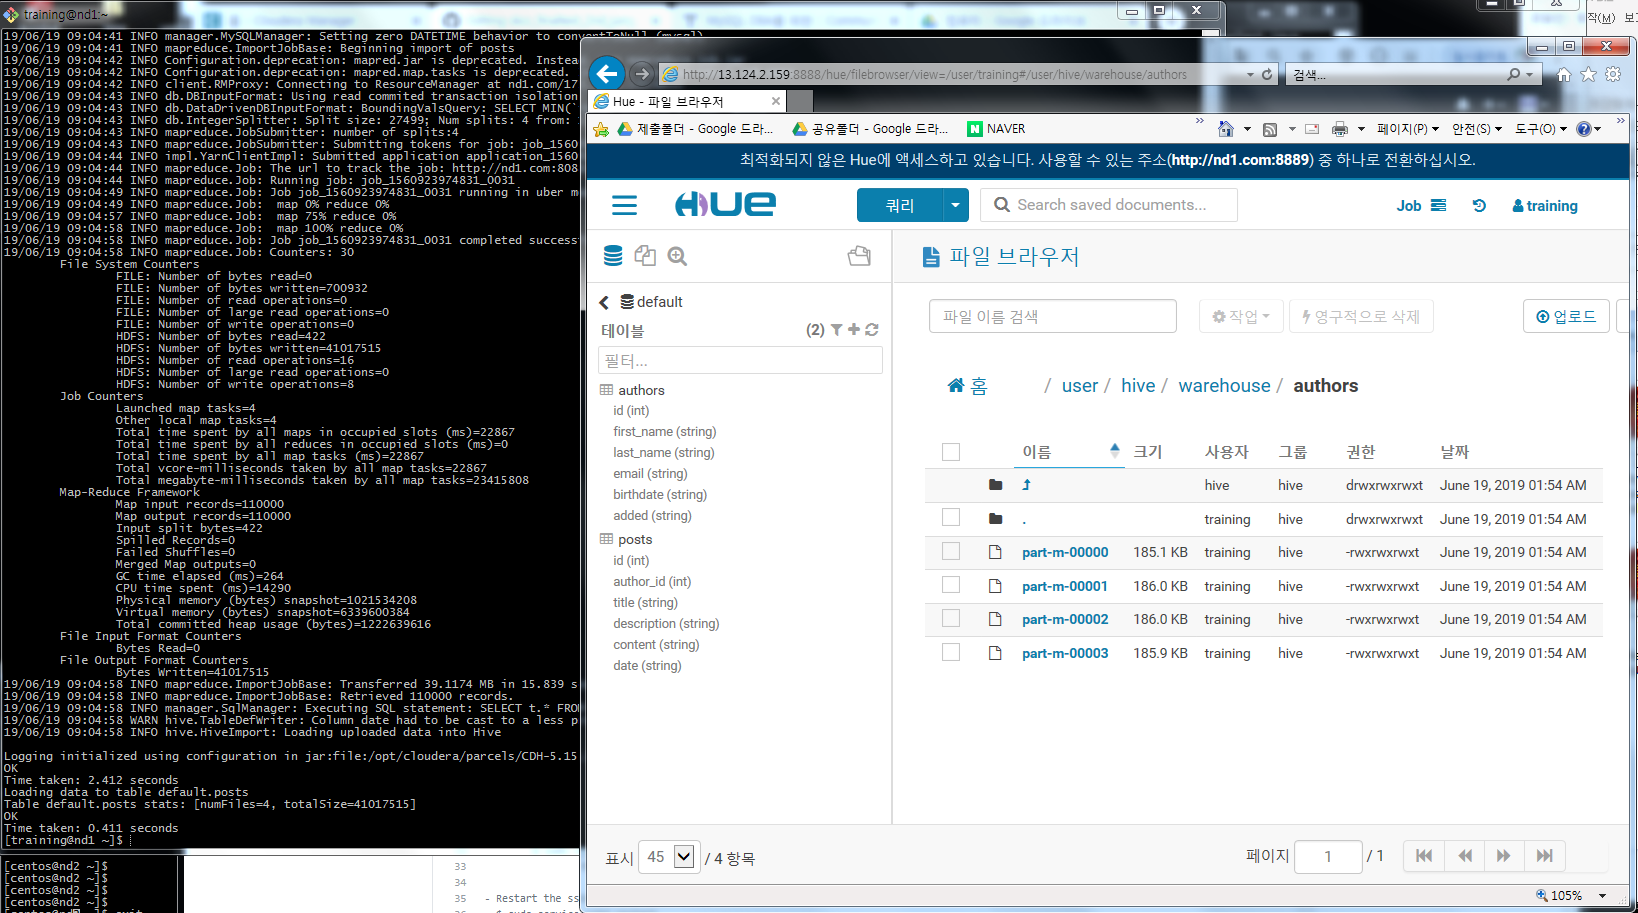 training@nd1:~
19/06/19 09:04:41 INFO manager.MySQLManager: Setting zero DATETIME behavior to convertToNull (mysql)
19/06/19 09:04:41 INFO mapreduce.ImportJobBase: Beginning import of posts
19/06/19 09:04:42 INFO Configuration.deprecation: mapred.jar is deprecated. Instea
19/06/19 09:04:42 INFO Configuration.deprecation: mapred.map.tasks is deprecated.
19/06/19 09:04:42 INFO client.RMProxy: Connecting to ResourceManager at nd1.com/17
19/06/19 09:04:43 INFO db.DBInputFormat: Using read commited transaction isolation
19/06/19 09:04:43 INFO db.DataDrivenDBInputFormat: BoundingValsQuery: SELECT MIN(`
19/06/19 09:04:43 INFO db.IntegerSplitter: Split size: 27499; Num splits: 4 from:
19/06/19 09:04:43 INFO mapreduce.JobSubmitter: number of splits:4
19/06/19 09:04:43 INFO mapreduce.JobSubmitter: Submitting tokens for job: job_1560
19/06/19 09:04:44 INFO impl.YarnClientImpl: Submitted application application_1560
19/06/19 09:04:44 INFO mapreduce.Job: The url to track the job: http://nd1.com:808
19/06/19 09:04:44 INFO mapreduce.Job: Running job: job_1560923974831_0031
19/06/19 09:04:49 INFO mapreduce.Job: Job job_1560923974831_0031 running in uber m
19/06/19 09:04:49 INFO mapreduce.Job:  map 0% reduce 0%
19/06/19 09:04:57 INFO mapreduce.Job:  map 75% reduce 0%
19/06/19 09:04:58 INFO mapreduce.Job:  map 100% reduce 0%
19/06/19 09:04:58 INFO mapreduce.Job: Job job_1560923974831_0031 completed success
19/06/19 09:04:58 INFO mapreduce.Job: Counters: 30
File System Counters
FILE: Number of bytes read=0
FILE: Number of bytes written=700932
FILE: Number of read operations=0
FILE: Number of large read operations=0
FILE: Number of write operations=0
HDFS: Number of bytes read=422
HDFS: Number of bytes written=41017515
HDFS: Number of read operations=16
HDFS: Number of large read operations=0
HDFS: Number of write operations=8
Job Counters
Launched map tasks=4
Other local map tasks=4
Total time spent by all maps in occupied slots (ms)=22867
Total time spent by all reduces in occupied slots (ms)=0
Total time spent by all map tasks (ms)=22867
Total vcore-milliseconds taken by all map tasks=22867
Total megabyte-milliseconds taken by all map tasks=23415808
Map-Reduce Framework
Map input records=110000
Map output records=110000
Input split bytes=422
Spilled Records=0
Failed Shuffles=0
Merged Map outputs=0
GC time elapsed (ms)=264
CPU time spent (ms)=14290
Physical memory (bytes) snapshot=1021534208
Virtual memory (bytes) snapshot=6339600384
Total committed heap usage (bytes)=1222639616
File Input Format Counters
Bytes Read=0
File Output Format Counters
Bytes Written=41017515
19/06/19 09:04:58 INFO mapreduce.ImportJobBase: Transferred 39.1174 MB in 15.839 s
19/06/19 09:04:58 INFO mapreduce.ImportJobBase: Retrieved 110000 records.
19/06/19 09:04:58 INFO manager.SqlManager: Executing SQL statement: SELECT t.* FRO
19/06/19 09:04:58 WARN hive.TableDefWriter: Column date had to be cast to a less p
19/06/19 09:04:58 INFO hive.HiveImport: Loading uploaded data into Hive
Logging initialized using configuration in jar:file:/opt/cloudera/parcels/CDH-5.15
OK
Time taken: 2.412 seconds
Loading data to table default.posts
Table default.posts stats: [numFiles=4, totalSize=41017515]
OK
Time taken: 0.411 seconds
[training@nd1 ~]$
[centos@nd2 ~]$
[centos@nd2 ~]$
[centos@nd2 ~]$
[centos@nd2 ~]$
33
34
35 - Restart the ss
http://13.124.2.159:8888/hue/filebrowser/view=/user/training#/user/hive/warehouse/authors
검색...
Hue - 파일 브라우저
제출폴더 - Google 드라...
공유폴더 - Google 드라...
NAVER
페이지(P)
안전(S)
도구(O)
최적화되지 않은 Hue에 액세스하고 있습니다. 사용할 수 있는 주소(http://nd1.com:8889) 중 하나로 전환하십시오.
HUE
쿼리
Search saved documents...
Job
training
default
테이블 (2)
필터...
authors
id (int)
first_name (string)
last_name (string)
email (string)
birthdate (string)
added (string)
posts
id (int)
author_id (int)
title (string)
description (string)
content (string)
date (string)
파일 브라우저
파일 이름 검색
작업
영구적으로 삭제
업로드
홈 / user / hive / warehouse / authors
이름 크기 사용자 그룹 권한 날짜
hive hive drwxrwxrwxt June 19, 2019 01:54 AM
. training hive drwxrwxrwxt June 19, 2019 01:54 AM
part-m-00000 185.1 KB training hive -rwxrwxrwxt June 19, 2019 01:54 AM
part-m-00001 186.0 KB training hive -rwxrwxrwxt June 19, 2019 01:54 AM
part-m-00002 186.0 KB training hive -rwxrwxrwxt June 19, 2019 01:54 AM
part-m-00003 185.9 KB training hive -rwxrwxrwxt June 19, 2019 01:54 AM
표시 45 / 4 항목
페이지 1 / 1
105%